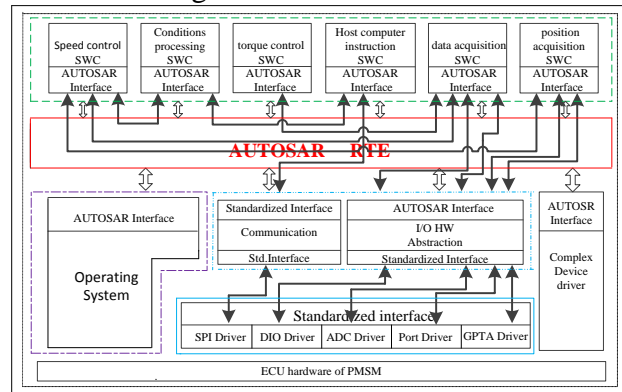 Speed control
SWC
AUTOSAR
Interface
Conditions
processing
SWC
AUTOSAR
Interface
torque control
SWC
AUTOSAR
Interface
Host computer
instruction
SWC
AUTOSAR
Interface
data acquisition
SWC
AUTOSAR
Interface
position
acquisition
SWC
AUTOSAR
Interface
AUTOSAR RTE
AUTOSAR Interface
Operating
System
Standardized Interface
Communication
Std.Interface
AUTOSAR Interface
I/O HW
Abstraction
Standardized Interface
AUTOSR
Interface
Complex
Device
driver
Standardized interface
SPI Driver
DIO Driver
ADC Driver
Port Driver
GPTA Driver
ECU hardware of PMSM